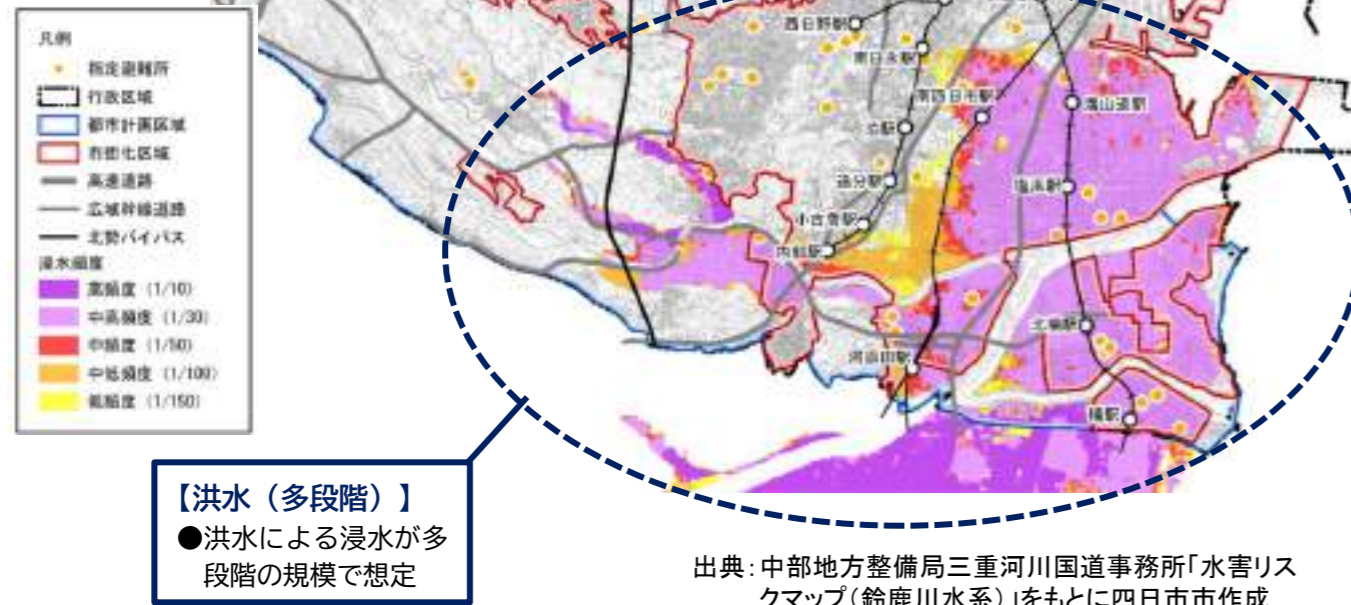 凡例
指定避難所
行政区域
都市計画区域
市街化区域
高速道路
広域幹線道路
北勢バイパス
浸水頻度
高頻度（1/10）
中高頻度（1/30）
中頻度（1/50）
中低頻度（1/100）
低頻度（1/150）
西日野駅
南日永駅
南四日市駅
海山道駅
泊駅
追分駅
塩浜駅
小古曽駅
内部駅
北楠駅
河原田駅
楠駅
【洪水（多段階）】
●洪水による浸水が多
段階の規模で想定
出典：中部地方整備局三重河川国道事務所「水害リス
クマップ（鈴鹿川水系）」をもとに四日市市作成